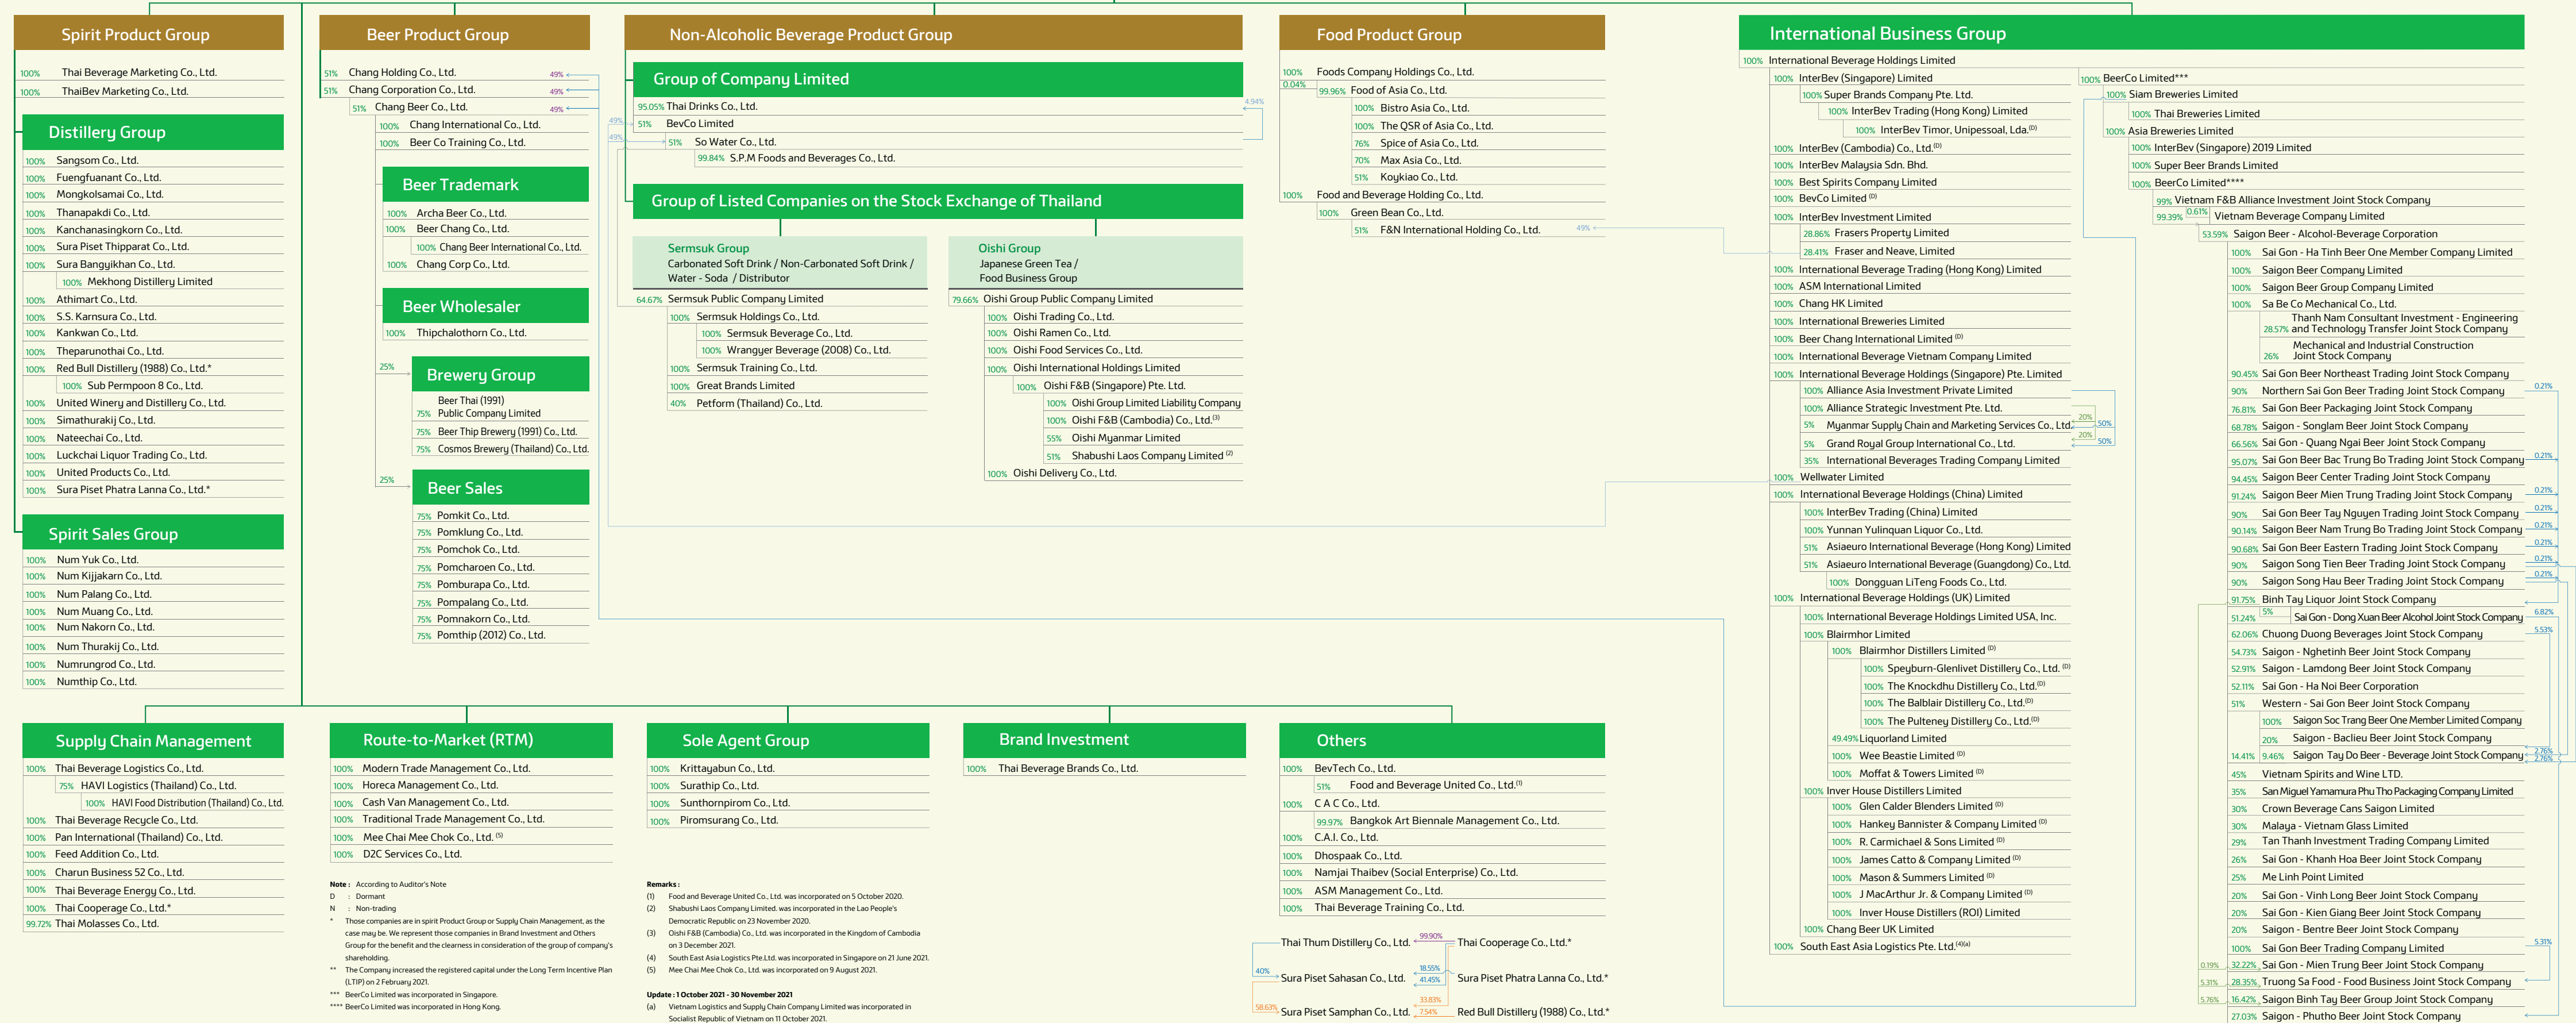 Spirit Product Group
100% Thai Beverage Marketing Co., Ltd.
100% ThaiBev Marketing Co., Ltd.
Distillery Group
100% Sangsom Co., Ltd.
100% Fuengfuanant Co., Ltd.
100% Mongkolsamai Co., Ltd.
100% Thanapakdi Co., Ltd.
100% Kanchanasingkorn Co., Ltd.
100% Sura Piset Thipparat Co., Ltd.
100% Sura Bangyikhan Co., Ltd.
100% Mekhong Distillery Limited
100% Athimart Co., Ltd.
100% S.S. Karnsura Co., Ltd.
100% Kankwan Co., Ltd.
100% Theparunothai Co., Ltd.
100% Red Bull Distillery (1988) Co., Ltd.*
100% Sub Permpoon 8 Co., Ltd.
100% United Winery and Distillery Co., Ltd.
100% Simathurakij Co., Ltd.
100% Nateechai Co., Ltd.
100% Luckchai Liquor Trading Co., Ltd.
100% United Products Co., Ltd.
100% Sura Piset Phatra Lanna Co., Ltd.*
Spirit Sales Group
100% Num Yuk Co., Ltd.
100% Num Kijjakarn Co., Ltd.
100% Num Palang Co., Ltd.
100% Num Muang Co., Ltd.
100% Num Nakorn Co., Ltd.
100% Num Thurakij Co., Ltd.
100% Numrungrod Co., Ltd.
100% Numthip Co., Ltd.
Beer Product Group
51% Chang Holding Co., Ltd. 49%
51% Chang Corporation Co., Ltd. 49%
51% Chang Beer Co., Ltd. 49%
100% Chang International Co., Ltd.
100% Beer Co Training Co., Ltd.
Beer Trademark
100% Archa Beer Co., Ltd.
100% Beer Chang Co., Ltd.
100% Chang Beer International Co., Ltd.
100% Chang Corp Co., Ltd.
Beer Wholesaler
100% Thipchalothorn Co., Ltd.
25%
Brewery Group
Beer Thai (1991)
75% Public Company Limited
75% Beer Thip Brewery (1991) Co., Ltd.
75% Cosmos Brewery (Thailand) Co., Ltd.
25%
Beer Sales
75% Pomkit Co., Ltd.
75% Pomklung Co., Ltd.
75% Pomchok Co., Ltd.
75% Pomcharoen Co., Ltd.
75% Pomburapa Co., Ltd.
75% Pompalang Co., Ltd.
75% Pomnakorn Co., Ltd.
75% Pomthip (2012) Co., Ltd.
Non-Alcoholic Beverage Product Group
Group of Company Limited
95.05% Thai Drinks Co., Ltd. 4.94%
49% 51% BevCo Limited
49% 51% So Water Co., Ltd.
99.84% S.P.M Foods and Beverages Co., Ltd.
Group of Listed Companies on the Stock Exchange of Thailand
Sermsuk Group
Carbonated Soft Drink / Non-Carbonated Soft Drink /
Water - Soda / Distributor
64.67% Sermsuk Public Company Limited
100% Sermsuk Holdings Co., Ltd.
100% Sermsuk Beverage Co., Ltd.
100% Wrangyer Beverage (2008) Co., Ltd.
100% Sermsuk Training Co., Ltd.
100% Great Brands Limited
40% Petform (Thailand) Co., Ltd.
Oishi Group
Japanese Green Tea /
Food Business Group
79.66% Oishi Group Public Company Limited
100% Oishi Trading Co., Ltd.
100% Oishi Ramen Co., Ltd.
100% Oishi Food Services Co., Ltd.
100% Oishi International Holdings Limited
100% Oishi F&B (Singapore) Pte. Ltd.
100% Oishi Group Limited Liability Company
100% Oishi F&B (Cambodia) Co., Ltd.(3)
55% Oishi Myanmar Limited
51% Shabushi Laos Company Limited (2)
100% Oishi Delivery Co., Ltd.
Food Product Group
100% Foods Company Holdings Co., Ltd.
0.04%
99.96% Food of Asia Co., Ltd.
100% Bistro Asia Co., Ltd.
100% The QSR of Asia Co., Ltd.
76% Spice of Asia Co., Ltd.
70% Max Asia Co., Ltd.
51% Koykiao Co., Ltd.
100% Food and Beverage Holding Co., Ltd.
100% Green Bean Co., Ltd.
51% F&N International Holding Co., Ltd. 49%
International Business Group
100% International Beverage Holdings Limited
100% InterBev (Singapore) Limited
100% Super Brands Company Pte. Ltd.
100% InterBev Trading (Hong Kong) Limited
100% InterBev Timor, Unipessoal, Lda.(D)
100% InterBev (Cambodia) Co., Ltd.(D)
100% InterBev Malaysia Sdn. Bhd.
100% Best Spirits Company Limited
100% BevCo Limited (D)
100% InterBev Investment Limited
28.86% Frasers Property Limited
28.41% Fraser and Neave, Limited
100% International Beverage Trading (Hong Kong) Limited
100% ASM International Limited
100% Chang HK Limited
100% International Breweries Limited
100% Beer Chang International Limited (D)
100% International Beverage Vietnam Company Limited
100% International Beverage Holdings (Singapore) Pte. Limited
100% Alliance Asia Investment Private Limited
100% Alliance Strategic Investment Pte. Ltd.
5% Myanmar Supply Chain and Marketing Services Co., Ltd. 20% 50%
5% Grand Royal Group International Co., Ltd. 20% 50%
35% International Beverages Trading Company Limited
100% Wellwater Limited
100% International Beverage Holdings (China) Limited
100% InterBev Trading (China) Limited
100% Yunnan Yulinquan Liquor Co., Ltd.
51% Asiaeuro International Beverage (Hong Kong) Limited
51% Asiaeuro International Beverage (Guangdong) Co., Ltd.
100% Dongguan LiTeng Foods Co., Ltd.
100% International Beverage Holdings (UK) Limited
100% International Beverage Holdings Limited USA, Inc.
100% Blairmhor Limited
100% Blairmhor Distillers Limited (D)
100% Speyburn-Glenlivet Distillery Co., Ltd. (D)
100% The Knockdhu Distillery Co., Ltd.(D)
100% The Balblair Distillery Co., Ltd.(D)
100% The Pulteney Distillery Co., Ltd.(D)
49.49% Liquorland Limited
100% Wee Beastie Limited (D)
100% Moffat & Towers Limited (D)
100% Inver House Distillers Limited
100% Glen Calder Blenders Limited (D)
100% Hankey Bannister & Company Limited (D)
100% R. Carmichael & Sons Limited (D)
100% James Catto & Company Limited (D)
100% Mason & Summers Limited (D)
100% J MacArthur Jr. & Company Limited (D)
100% Inver House Distillers (ROI) Limited
100% Chang Beer UK Limited
100% South East Asia Logistics Pte. Ltd.(4)(a)
100% BeerCo Limited***
100% Siam Breweries Limited
100% Thai Breweries Limited
100% Asia Breweries Limited
100% InterBev (Singapore) 2019 Limited
100% Super Beer Brands Limited
100% BeerCo Limited****
99% Vietnam F&B Alliance Investment Joint Stock Company
99.39% 0.61% Vietnam Beverage Company Limited
53.59% Saigon Beer - Alcohol-Beverage Corporation
100% Sai Gon - Ha Tinh Beer One Member Company Limited
100% Saigon Beer Company Limited
100% Saigon Beer Group Company Limited
100% Sa Be Co Mechanical Co., Ltd.
Thanh Nam Consultant Investment - Engineering
28.57% and Technology Transfer Joint Stock Company
Mechanical and Industrial Construction
26% Joint Stock Company
90.45% Sai Gon Beer Northeast Trading Joint Stock Company
90% Northern Sai Gon Beer Trading Joint Stock Company 0.21%
76.81% Sai Gon Beer Packaging Joint Stock Company
68.78% Saigon - Songlam Beer Joint Stock Company
66.56% Sai Gon - Quang Ngai Beer Joint Stock Company
95.07% Sai Gon Beer Bac Trung Bo Trading Joint Stock Company 0.21%
94.45% Saigon Beer Center Trading Joint Stock Company
91.24% Saigon Beer Mien Trung Trading Joint Stock Company 0.21%
90% Sai Gon Beer Tay Nguyen Trading Joint Stock Company 0.21%
90.14% Saigon Beer Nam Trung Bo Trading Joint Stock Company 0.21%
90.68% Sai Gon Beer Eastern Trading Joint Stock Company 0.21%
90% Saigon Song Tien Beer Trading Joint Stock Company 0.21%
90% Saigon Song Hau Beer Trading Joint Stock Company 0.21%
91.75% Binh Tay Liquor Joint Stock Company
51.24% 5% Sai Gon - Dong Xuan Beer Alcohol Joint Stock Company 6.82%
62.06% Chuong Duong Beverages Joint Stock Company 5.53%
54.73% Saigon - Nghetinh Beer Joint Stock Company
52.91% Saigon - Lamdong Beer Joint Stock Company
52.11% Sai Gon - Ha Noi Beer Corporation
51% Western - Sai Gon Beer Joint Stock Company
100% Saigon Soc Trang Beer One Member Limited Company
20% Saigon - Baclieu Beer Joint Stock Company
14.41% 9.46% Saigon Tay Do Beer - Beverage Joint Stock Company 2.76% 2.76%
45% Vietnam Spirits and Wine LTD.
35% San Miguel Yamamura Phu Tho Packaging Company Limited
30% Crown Beverage Cans Saigon Limited
30% Malaya - Vietnam Glass Limited
29% Tan Thanh Investment Trading Company Limited
26% Sai Gon - Khanh Hoa Beer Joint Stock Company
25% Me Linh Point Limited
20% Sai Gon - Vinh Long Beer Joint Stock Company
20% Sai Gon - Kien Giang Beer Joint Stock Company
20% Saigon - Bentre Beer Joint Stock Company
100% Sai Gon Beer Trading Company Limited 5.31%
0.19% 32.22% Sai Gon - Mien Trung Beer Joint Stock Company
5.31% 28.35% Truong Sa Food - Food Business Joint Stock Company
5.76% 16.42% Saigon Binh Tay Beer Group Joint Stock Company
27.03% Saigon - Phutho Beer Joint Stock Company
Supply Chain Management
100% Thai Beverage Logistics Co., Ltd.
75% HAVI Logistics (Thailand) Co., Ltd.
100% HAVI Food Distribution (Thailand) Co., Ltd.
100% Thai Beverage Recycle Co., Ltd.
100% Pan International (Thailand) Co., Ltd.
100% Feed Addition Co., Ltd.
100% Charun Business 52 Co., Ltd.
100% Thai Beverage Energy Co., Ltd.
100% Thai Cooperage Co., Ltd.*
99.72% Thai Molasses Co., Ltd.
Route-to-Market (RTM)
100% Modern Trade Management Co., Ltd.
100% Horeca Management Co., Ltd.
100% Cash Van Management Co., Ltd.
100% Traditional Trade Management Co., Ltd.
100% Mee Chai Mee Chok Co., Ltd. (5)
100% D2C Services Co., Ltd.
Note : According to Auditor's Note
D : Dormant
N : Non-trading
* Those companies are in spirit Product Group or Supply Chain Management, as the
case may be. We represent those companies in Brand Investment and Others
Group for the benefit and the clearness in consideration of the group of company's
shareholding.
** The Company increased the registered capital under the Long Term Incentive Plan
(LTIP) on 2 February 2021.
*** BeerCo Limited was incorporated in Singapore.
**** BeerCo Limited was incorporated in Hong Kong.
Sole Agent Group
100% Krittayabun Co., Ltd.
100% Surathip Co., Ltd.
100% Sunthornpirom Co., Ltd.
100% Piromsurang Co., Ltd.
Remarks :
(1) Food and Beverage United Co., Ltd. was incorporated on 5 October 2020.
(2) Shabushi Laos Company Limited. was incorporated in the Lao People's
Democratic Republic on 23 November 2020.
(3) Oishi F&B (Cambodia) Co., Ltd. was incorporated in the Kingdom of Cambodia
on 3 December 2021.
(4) South East Asia Logistics Pte.Ltd. was incorporated in Singapore on 21 June 2021.
(5) Mee Chai Mee Chok Co., Ltd. was incorporated on 9 August 2021.
Update : 1 October 2021 - 30 November 2021
(a) Vietnam Logistics and Supply Chain Company Limited was incorporated in
Socialist Republic of Vietnam on 11 October 2021.
Brand Investment
100% Thai Beverage Brands Co., Ltd.
Others
100% BevTech Co., Ltd.
51% Food and Beverage United Co., Ltd.(1)
100% C A C Co., Ltd.
99.97% Bangkok Art Biennale Management Co., Ltd.
100% C.A.I. Co., Ltd.
100% Dhospaak Co., Ltd.
100% Namjai Thaibev (Social Enterprise) Co., Ltd.
100% ASM Management Co., Ltd.
100% Thai Beverage Training Co., Ltd.
Thai Thum Distillery Co., Ltd. 99.90% Thai Cooperage Co., Ltd.*
40% Sura Piset Sahasan Co., Ltd. 18.55% 41.45% Sura Piset Phatra Lanna Co., Ltd.*
58.63% Sura Piset Samphan Co., Ltd. 33.83% 7.54% Red Bull Distillery (1988) Co., Ltd.*